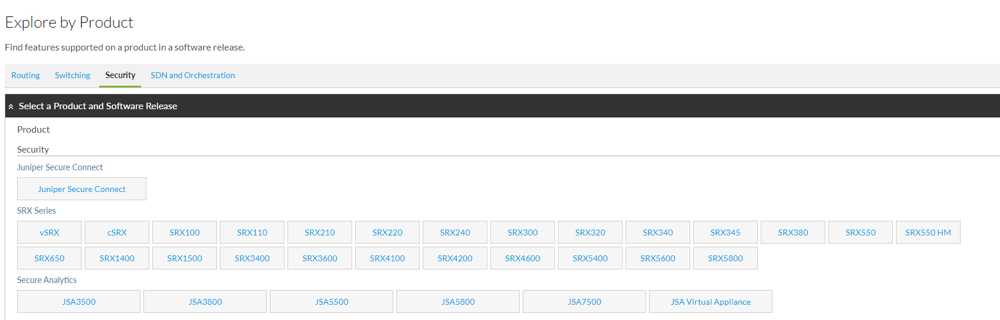 Explore by Product
Find features supported on a product in a software release.
Routing Switching Security SDN and Orchestration
Select a Product and Software Release
Product
Security
Juniper Secure Connect
Juniper Secure Connect
SRX Series
vSRX cSRX SRX100 SRX110 SRX210 SRX220 SRX240 SRX300 SRX320 SRX340 SRX345 SRX380 SRX550 SRX550 HM
SRX650 SRX1400 SRX1500 SRX3400 SRX3600 SRX4100 SRX4200 SRX4600 SRX5400 SRX5600 SRX5800
Secure Analytics
JSA3500 JSA3800 JSA5500 JSA5800 JSA7500 JSA Virtual Appliance